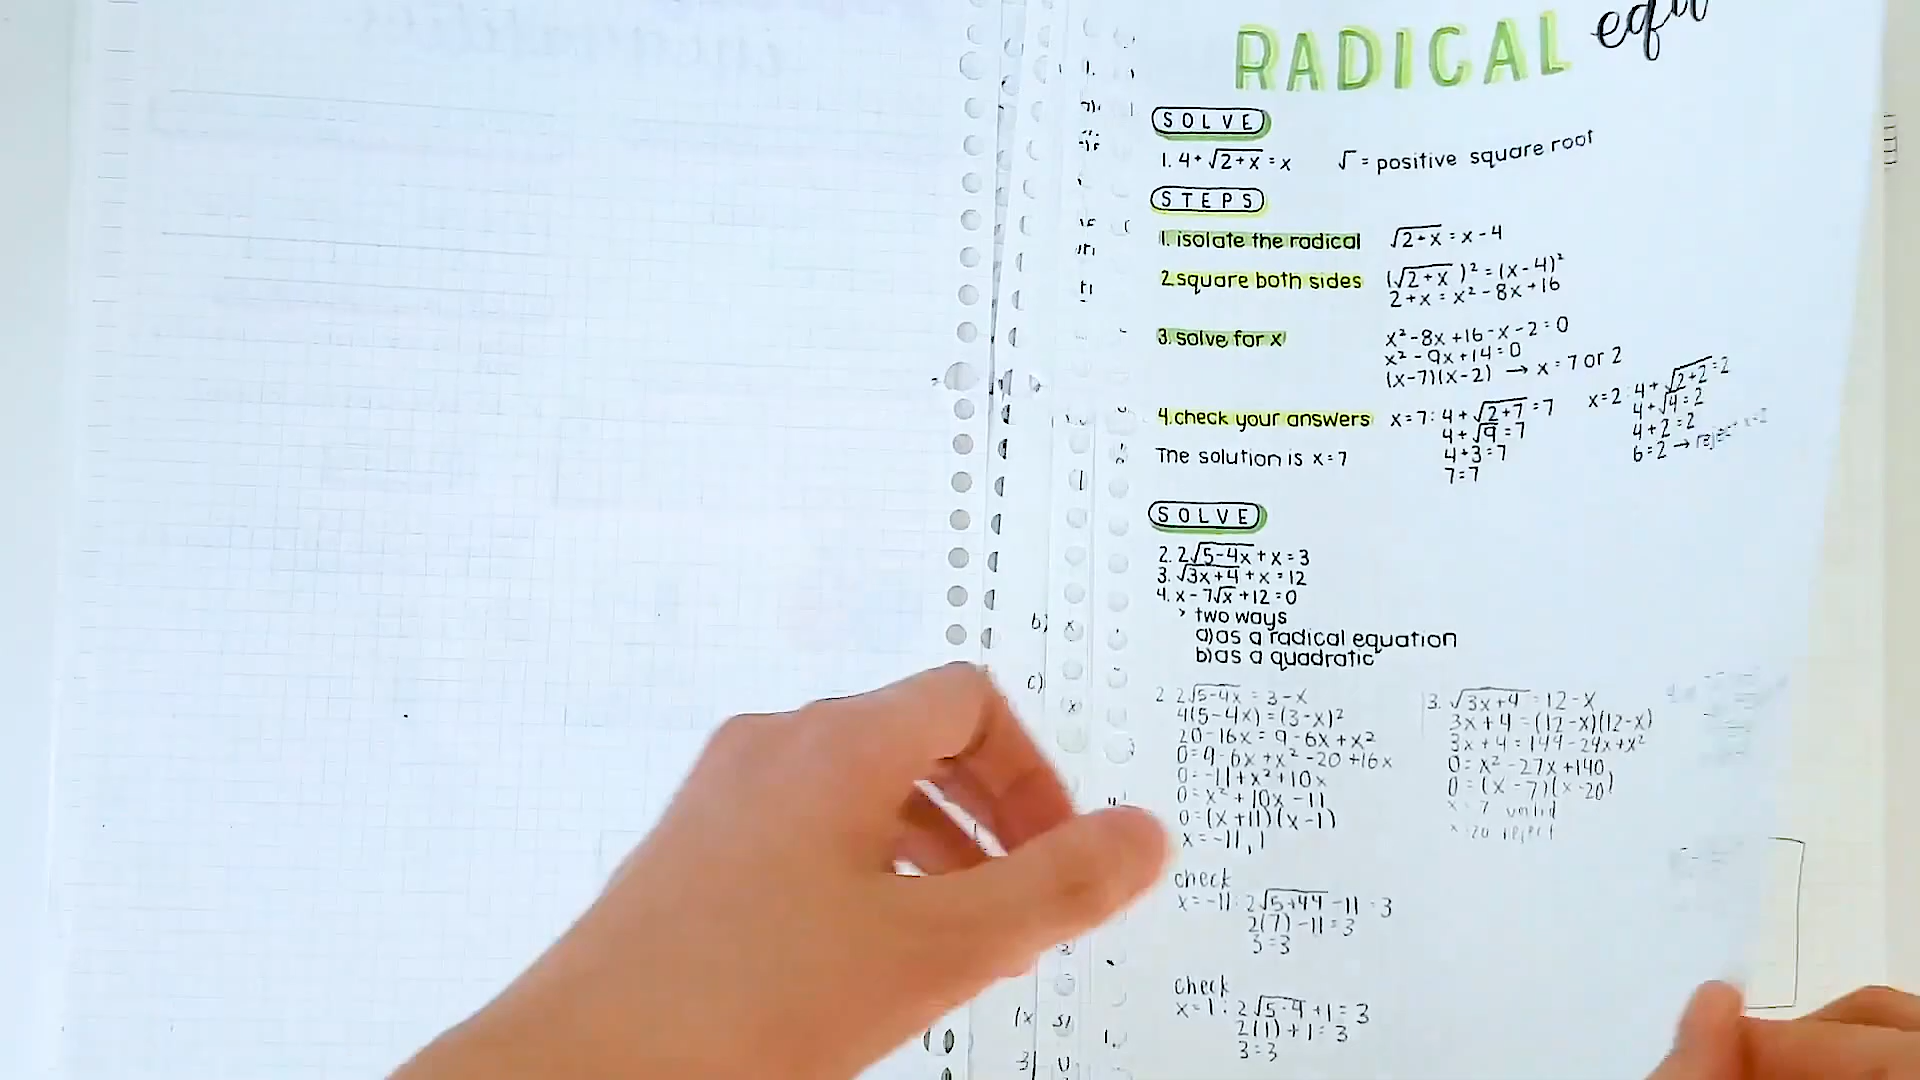 RADICAL equ
SOLVE
1. 4+√2+x = x √ = positive square root
STEPS
1. isolate the radical √2+x = x - 4
2. square both sides (√2+x )² = (x-4)²
2+x = x² - 8x + 16
3. solve for x x² - 8x + 16 - x - 2 = 0
x² - 9x + 14 = 0
(x-7)(x-2) → x = 7 or 2
4. check your answers x=7: 4+√2+7 = 7
4+√9 = 7
4+3 = 7
7=7
x=2: 4+√2+2 = 2
4+√4 = 2
4+2 = 2
6=2 → reject x=2
The solution is x=7
SOLVE
2. 2√5-4x + x = 3
3. √3x+4 + x = 12
4. x - 7√x + 12 = 0
> two ways
a) as a radical equation
b) as a quadratic
2 2√5-4x = 3-x
4(5-4x) = (3-x)²
20-16x = 9-6x+x²
0=9-6x+x²-20+16x
0=-11+x²+10x
0=x²+10x-11
0=(x+11)(x-1)
x=-11, 1
check
x=-11: 2√5+44 -11 = 3
2(7)-11=3
3=3
check
x=1: 2√5-4 +1 = 3
2(1)+1=3
3=3
3. √3x+4 = 12-x
3x+4=(12-x)(12-x)
3x+4=144-24x+x²
0=x²-27x+140
0=(x-7)(x-20)
x=7 valid
x=20 reject
b)
c)